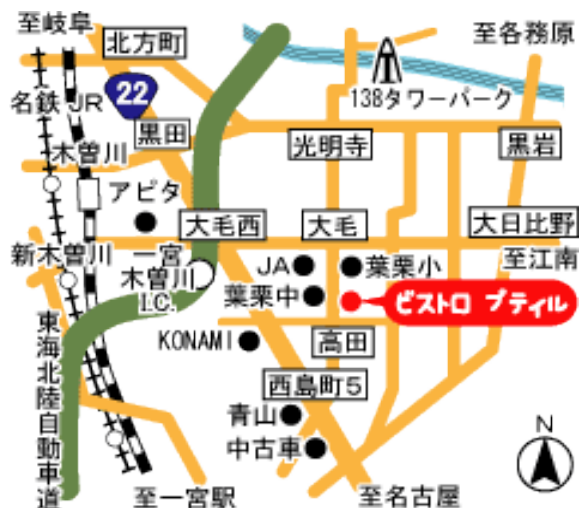 至岐阜
北方町
至各務原
22
名鉄 JR
138タワーパーク
黒田
光明寺
黒岩
木曽川
アピタ
大毛西
大毛
大日比野
新木曽川
一宮
木曽川
I.C.
JA
葉栗小
至江南
葉栗中
ビストロ プティル
KONAMI
高田
東海北陸自動車道
西島町5
青山
中古車
N
至一宮駅
至名古屋